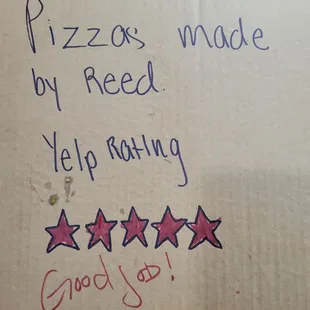 Pizzas made
by Reed.
Yelp Rating
Good Job!